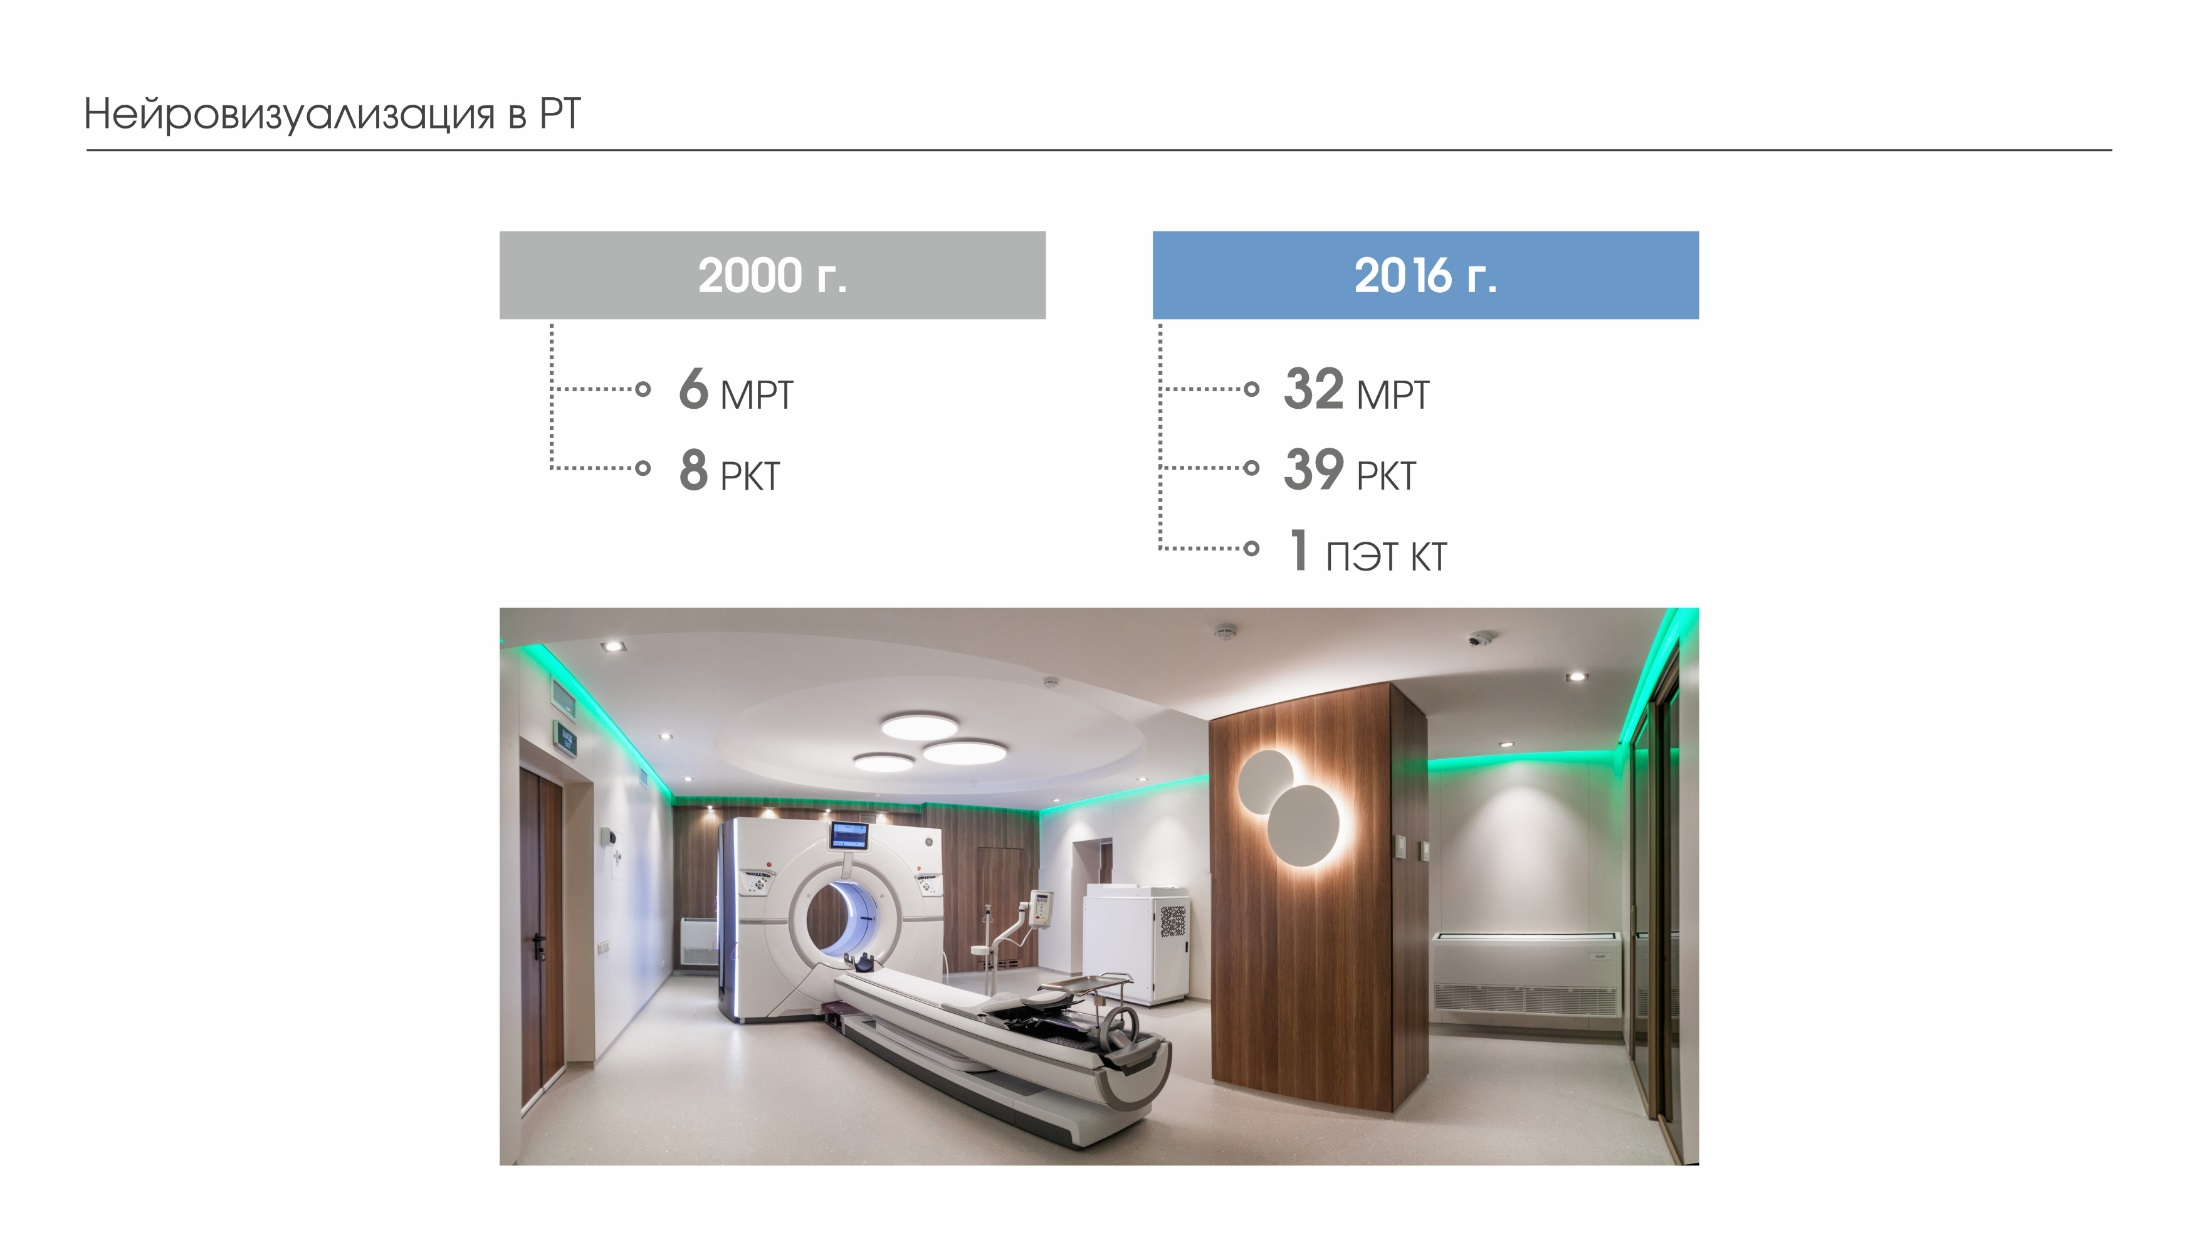 Нейровизуализация в РТ
2000 г.
6 МРТ
8 РКТ
2016 г.
32 МРТ
39 РКТ
1 ПЭТ КТ